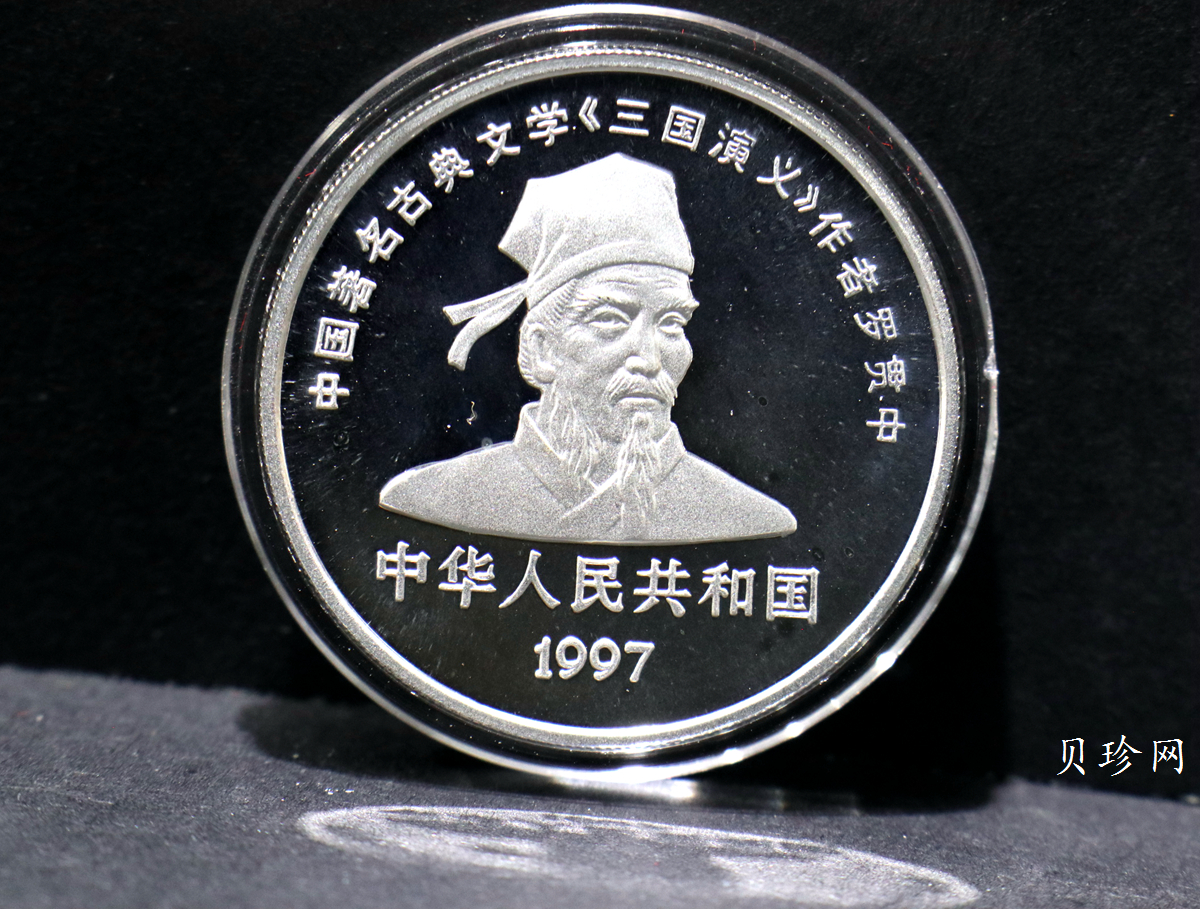 中国著名古典文学《三国演义》作者罗贯中
中华人民共和国
1997
贝珍网